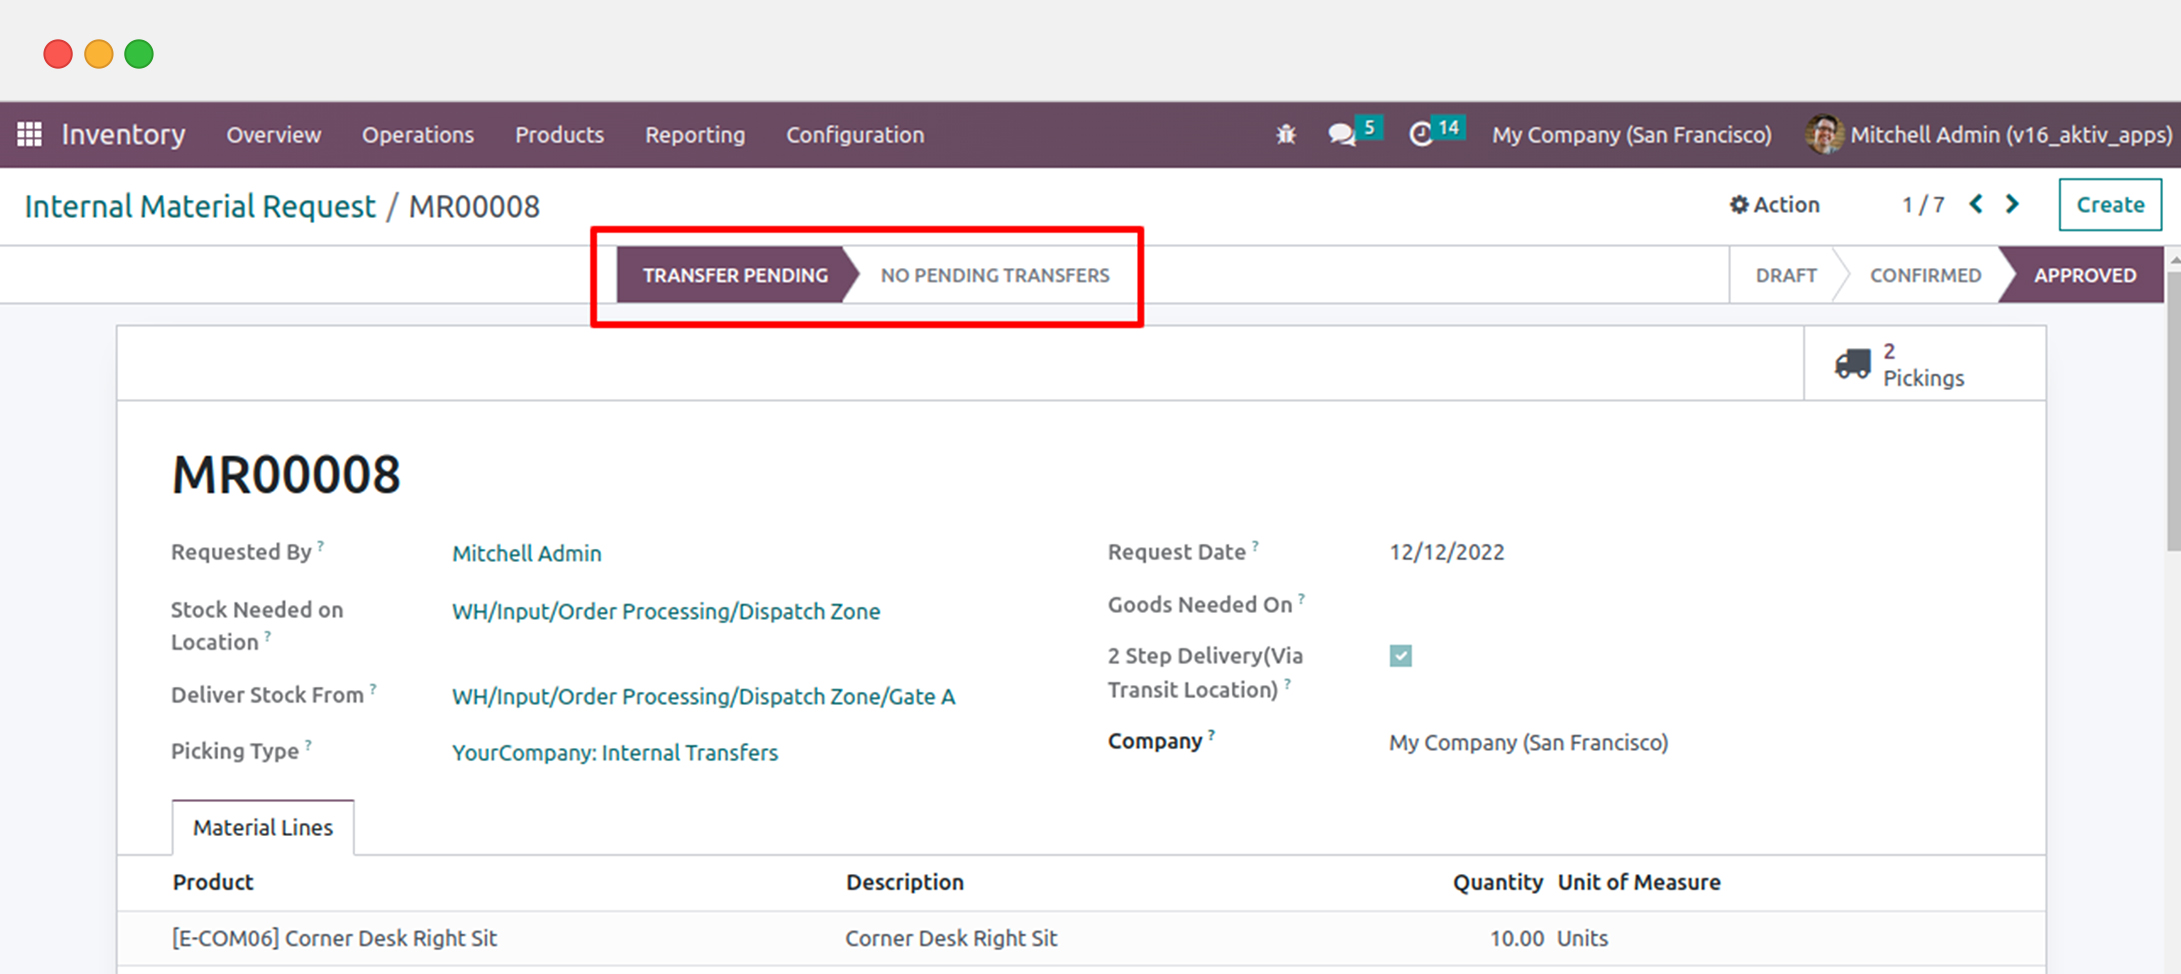 Inventory Overview Operations Products Reporting Configuration 5 14 My Company (San Francisco) Mitchell Admin (v16_aktiv_apps)
Internal Material Request / MR00008 Action 1 / 7 Create
TRANSFER PENDING NO PENDING TRANSFERS DRAFT CONFIRMED APPROVED
2
Pickings
MR00008
Requested By ? Mitchell Admin Request Date ? 12/12/2022
Stock Needed on
Location ? WH/Input/Order Processing/Dispatch Zone Goods Needed On ?
2 Step Delivery(Via
Transit Location) ?
Deliver Stock From ? WH/Input/Order Processing/Dispatch Zone/Gate A
Picking Type ? YourCompany: Internal Transfers Company ? My Company (San Francisco)
Material Lines
Product Description Quantity Unit of Measure
[E-COM06] Corner Desk Right Sit Corner Desk Right Sit 10.00 Units